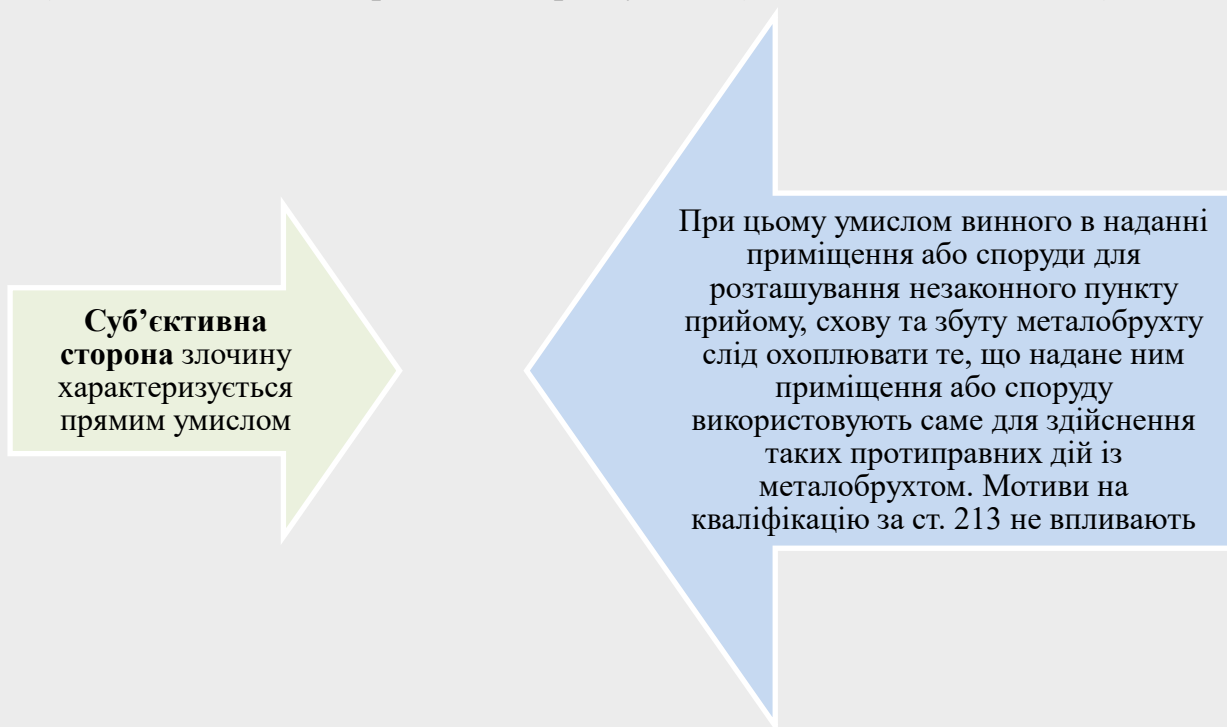 Суб’єктивна
сторона злочину
характеризується
прямим умислом
При цьому умислом винного в наданні
приміщення або споруди для
розташування незаконного пункту
прийому, схову та збуту металобрухту
слід охоплювати те, що надане ним
приміщення або споруду
використовують саме для здійснення
таких протиправних дій із
металобрухтом. Мотиви на
кваліфікацію за ст. 213 не впливають